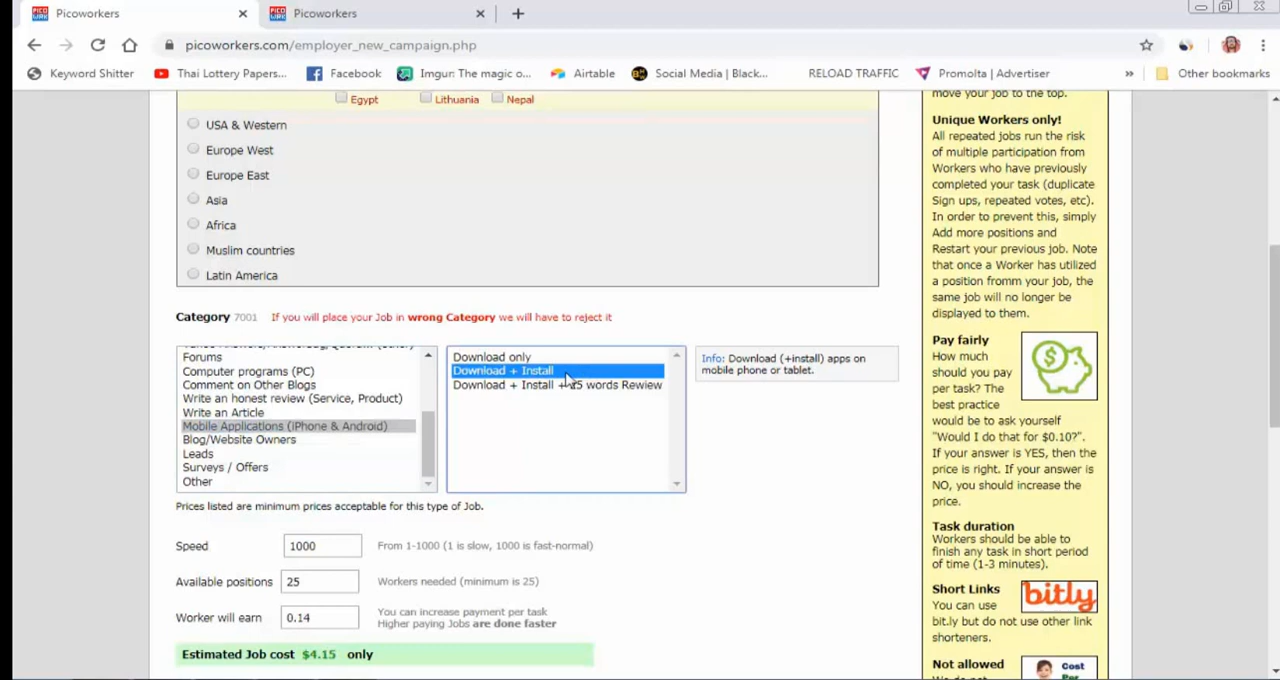 Picoworkers
Picoworkers
picoworkers.com/employer_new_campaign.php
Keyword Shitter
Thai Lottery Papers...
Facebook
Imgur: The magic o...
Airtable
Social Media | Black...
RELOAD TRAFFIC
Promolta | Advertiser
»
Other bookmarks
Egypt
Lithuania
Nepal
USA & Western
Europe West
Europe East
Asia
Africa
Muslim countries
Latin America
Category 7001 If you will place your Job in wrong Category we will have to reject it
Forums
Computer programs (PC)
Comment on Other Blogs
Write an honest review (Service, Product)
Write an Article
Mobile Applications (iPhone & Android)
Blog/Website Owners
Leads
Surveys / Offers
Other
Download only
Download + Install
Download + Install + 15 words Review
Info: Download (+install) apps on
mobile phone or tablet.
Prices listed are minimum prices acceptable for this type of Job.
Speed 1000 From 1-1000 (1 is slow, 1000 is fast-normal)
Available positions 25 Workers needed (minimum is 25)
Worker will earn 0.14 You can increase payment per task
Higher paying Jobs are done faster
Estimated Job cost $4.15 only
move your job to the top.
Unique Workers only!
All repeated jobs run the risk
of multiple participation from
Workers who have previously
completed your task (duplicate
Sign ups, repeated votes, etc).
In order to prevent this, simply
Add more positions and
Restart your previous job. Note
that once a Worker has utilized
a position fromm your job, the
same job will no longer be
displayed to them.
Pay fairly
How much
should you pay
per task? The
best practice
would be to ask yourself
"Would I do that for $0.10?".
If your answer is YES, then the
price is right. If your answer is
NO, you should increase the
price.
Task duration
Workers should be able to
finish any task in short period
of time (1-3 minutes).
Short Links
You can use
bit.ly but do not use other link
shorteners.
bitly
Not allowed
Cost